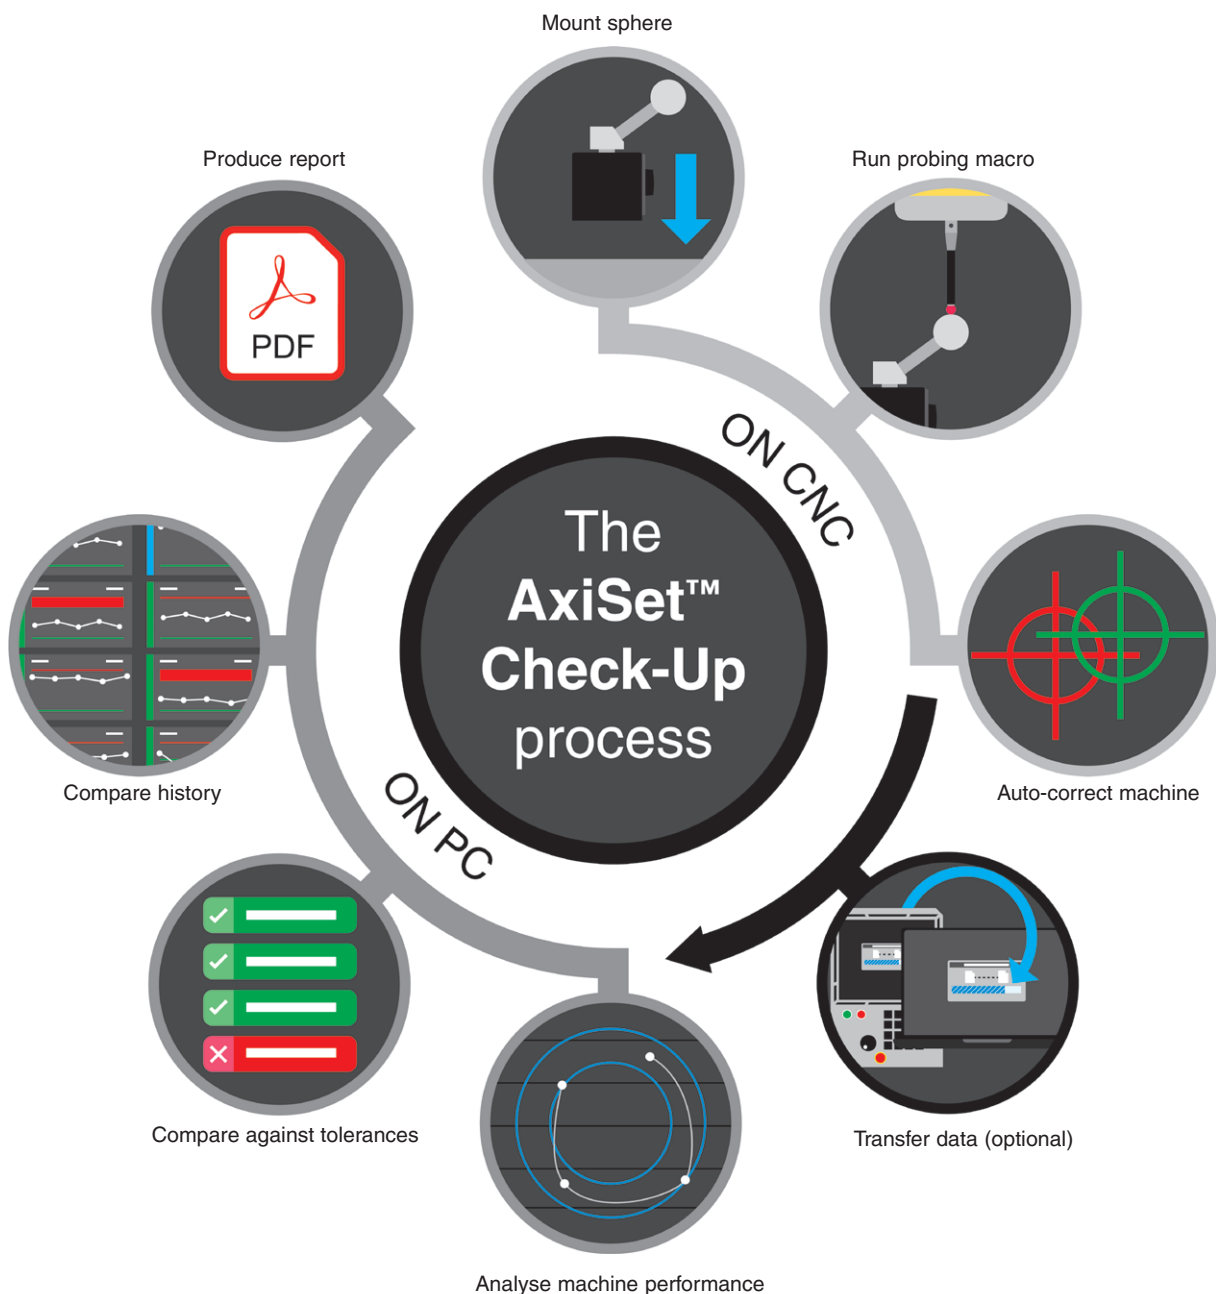 Mount sphere
Run probing macro
Produce report
PDF
ON CNC
The
AxiSet™
Check-Up
process
Auto-correct machine
Compare history
ON PC
Compare against tolerances
Transfer data (optional)
Analyse machine performance